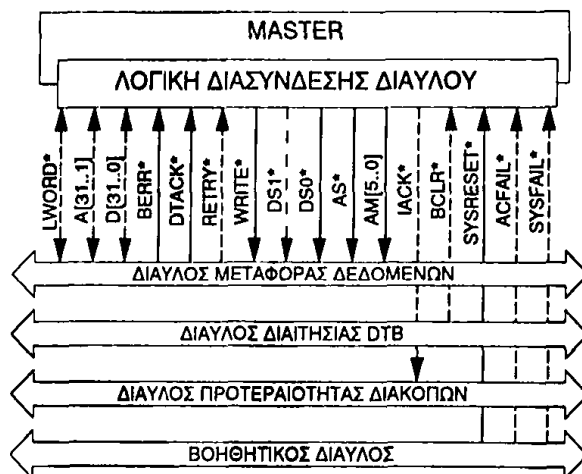 MASTER
ΛΟΓΙΚΗ ΔΙΑΣΥΝΔΕΣΗΣ ΔΙΑΥΛΟΥ
LWORD*
A[31..1]
D[31..0]
BERR*
DTACK*
RETRY*
WRITE*
DS1*
DS0*
AS*
AM[5..0]
IACK*
BCLR*
SYSRESET*
ACFAIL*
SYSFAIL*
ΔΙΑΥΛΟΣ ΜΕΤΑΦΟΡΑΣ ΔΕΔΟΜΕΝΩΝ
ΔΙΑΥΛΟΣ ΔΙΑΙΤΗΣΙΑΣ DTB
ΔΙΑΥΛΟΣ ΠΡΟΤΕΡΑΙΟΤΗΤΑΣ ΔΙΑΚΟΠΩΝ
ΒΟΗΘΗΤΙΚΟΣ ΔΙΑΥΛΟΣ